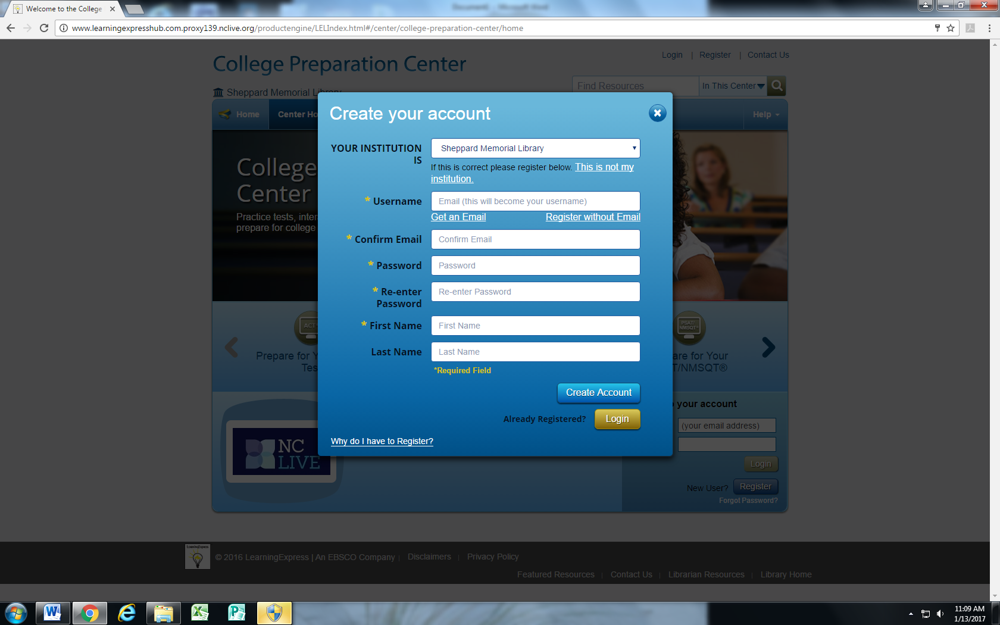 Welcome to the College
www.learningexpresshub.com.proxy139.nclive.org/productengine/LELIndex.html#/center/college-preparation-center/home
College Preparation Center
Login | Register | Contact Us
Sheppard Memorial Library
Find Resources
In This Center
Home
Center Ho
Help
College
Center
Practice tests, inter
prepare for college
Create your account
YOUR INSTITUTION IS
Sheppard Memorial Library
If this is correct please register below. This is not my
institution.
* Username
Email (this will become your username)
Get an Email
Register without Email
* Confirm Email
Confirm Email
* Password
Password
* Re-enter
Password
Re-enter Password
* First Name
First Name
Last Name
Last Name
*Required Field
Create Account
Already Registered?
Login
Why do I have to Register?
ACT
Prepare for Y
Tes
PSAT/
NMSQT
are for Your
T/NMSQT®
NC
LIVE
your account
(your email address)
Login
New User?
Register
Forgot Password?
LearningExpress
© 2016 LearningExpress | An EBSCO Company | Disclaimers | Privacy Policy
Featured Resources | Contact Us | Librarian Resources | Library Home
11:09 AM
1/13/2017